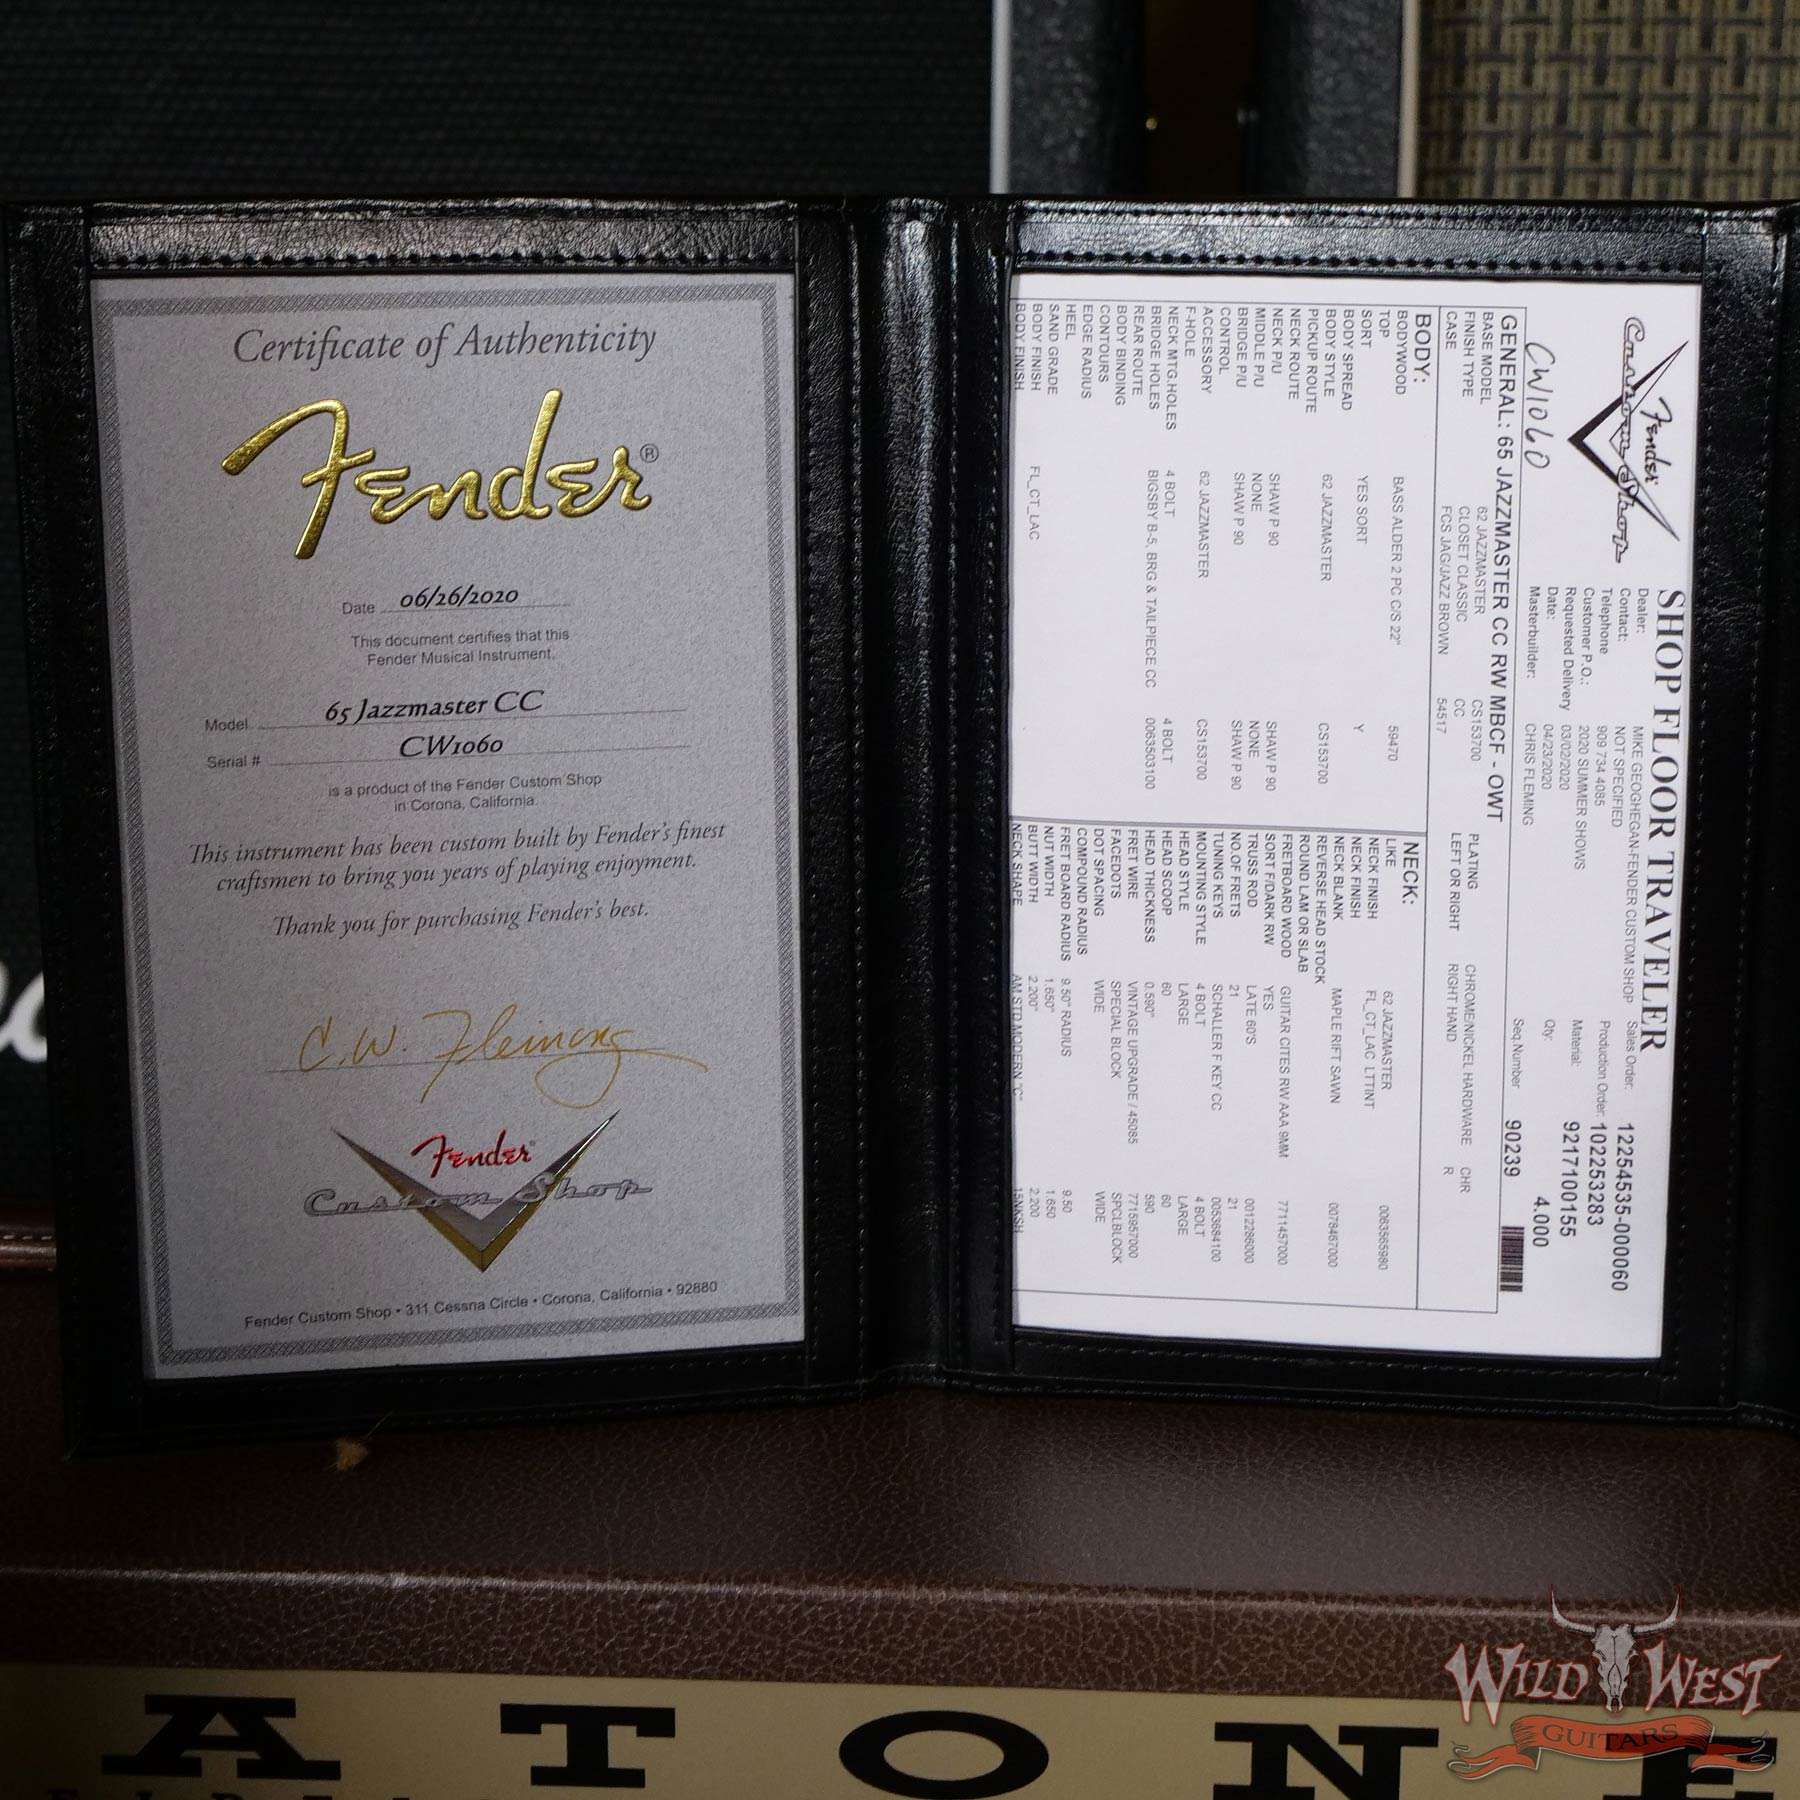 Certificate of Authenticity
Fender®
Date 06/26/2020
This document certifies that this
Fender Musical Instrument.
Model 65 Jazzmaster CC
Serial # CW1060
is a product of the Fender Custom Shop
in Corona, California.
This instrument has been custom built by Fender's finest
craftsmen to bring you years of playing enjoyment.
Thank you for purchasing Fender's best.
C.W. Fleming
Fender®
Custom Shop
Fender Custom Shop • 311 Cessna Circle • Corona, California • 92880
Fender
Custom Shop
CW1060
SHOP FLOOR TRAVELER
Dealer: MIKE GEOGHEGAN-FENDER CUSTOM SHOP Sales Order: 12254535-000060
Contact: NOT SPECIFIED Production Order: 102253283
Telephone 909 734 4085 Material: 9217100155
Customer P.O.: 2020 SUMMER SHOWS Qty: 4.000
Requested Delivery 03/02/2020
Date: 04/23/2020
Masterbuilder: CHRIS FLEMING Seq.Number 90239
GENERAL: 65 JAZZMASTER CC RW MBCF - OWT
BASE MODEL 62 JAZZMASTER CS153700 PLATING CHROME/NICKEL HARDWARE CHR
FINISH TYPE CLOSET CLASSIC CC LEFT OR RIGHT RIGHT HAND R
CASE FCS JAG/JAZZ BROWN 54517
BODY:
BODYWOOD BASS ALDER 2 PC C/S 22" 59470
TOP
SORT YES SORT Y
BODY SPREAD
BODY STYLE 62 JAZZMASTER CS153700
PICKUP ROUTE
NECK ROUTE
NECK P/U SHAW P 90 SHAW P 90
MIDDLE P/U NONE NONE
BRIDGE P/U SHAW P 90 SHAW P 90
CONTROL
ACCESSORY 62 JAZZMASTER CS153700
F-HOLE
NECK MTG.HOLES 4 BOLT 4 BOLT
BRIDGE HOLES BIGSBY B-5, BRG & TAILPIECE CC 0063503100
REAR ROUTE
BODY BINDING
CONTOURS
EDGE RADIUS
HEEL
SAND GRADE
BODY FINISH FL_CT_LAC
BODY FINISH
NECK:
LIKE 62 JAZZMASTER 0063565980
NECK FINISH FL_CT_LAC LTTINT
NECK FINISH
NECK BLANK MAPLE RIFT SAWN 0078467000
REVERSE HEAD STOCK
ROUND LAM OR SLAB
FRETBOARD WOOD GUITAR CITES RW AAA 9MM 7711457000
SORT F/DARK RW YES
TRUSS ROD LATE 60'S 0012286000
NO.OF FRETS 21 21
TUNING KEYS SCHALLER F KEY CC 0053684100
MOUNTING STYLE 4 BOLT 4 BOLT
HEAD STYLE LARGE LARGE
HEAD SCOOP 60 60
HEAD THICKNESS 0.590" 590
FRET WIRE VINTAGE UPGRADE / 45085 7715957000
FACEDOTS SPECIAL BLOCK SPCLBLOCK
DOT SPACING WIDE WIDE
COMPOUND RADIUS
FRET BOARD RADIUS 9.50" RADIUS 9.50
NUT WIDTH 1.650" 1.650
BUTT WIDTH 2.200" 2.200
NECK SHAPE AM STD MODERN "C"
ATONE
WILD WEST
GUITARS